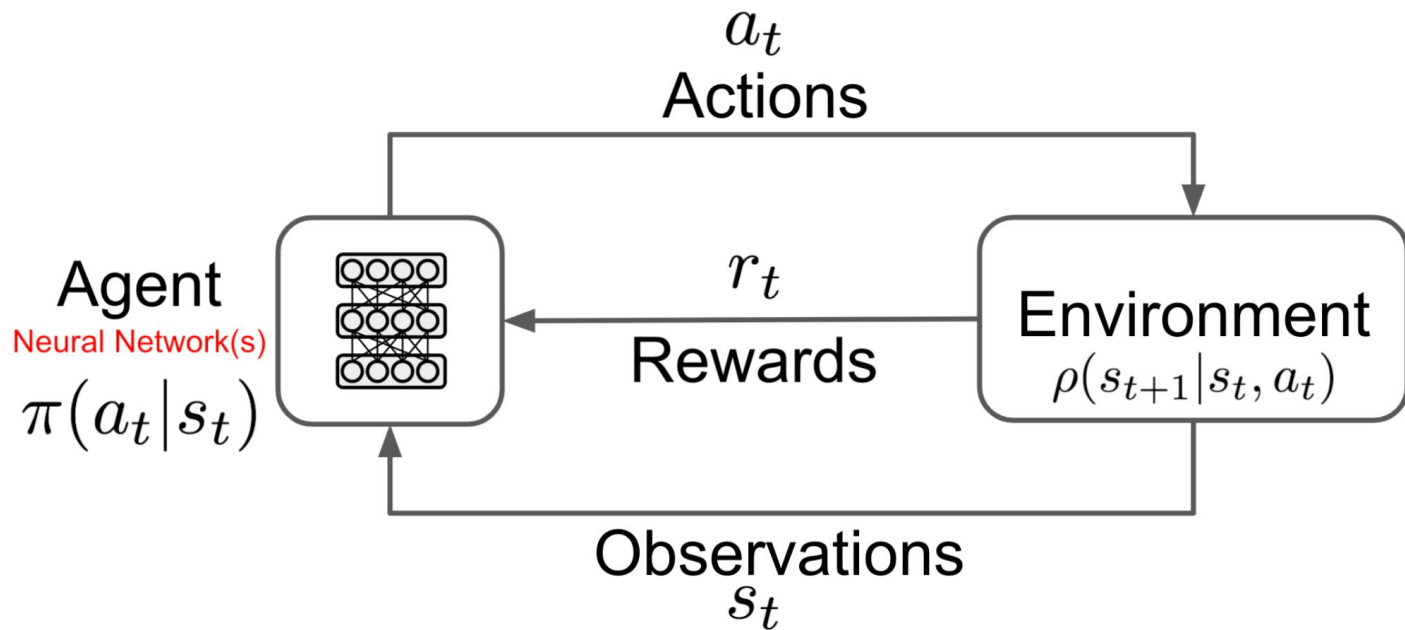 a_t
Actions
Agent
Neural Network(s)
π(a_t|s_t)
r_t
Rewards
Environment
ρ(s_{t+1}|s_t, a_t)
Observations
s_t